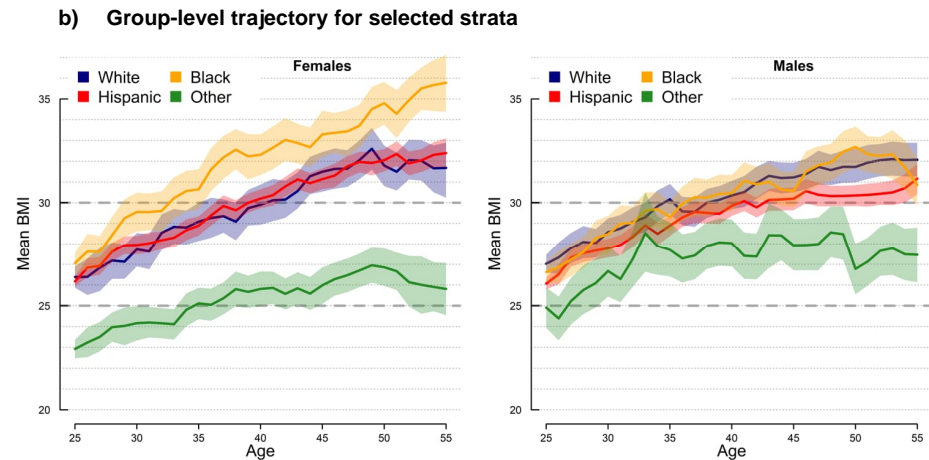 b) Group-level trajectory for selected strata
Females
White Black
Hispanic Other
Mean BMI
35
30
25
20
25 30 35 40 45 50 55
Age
Males
White Black
Hispanic Other
Mean BMI
35
30
25
20
25 30 35 40 45 50 55
Age